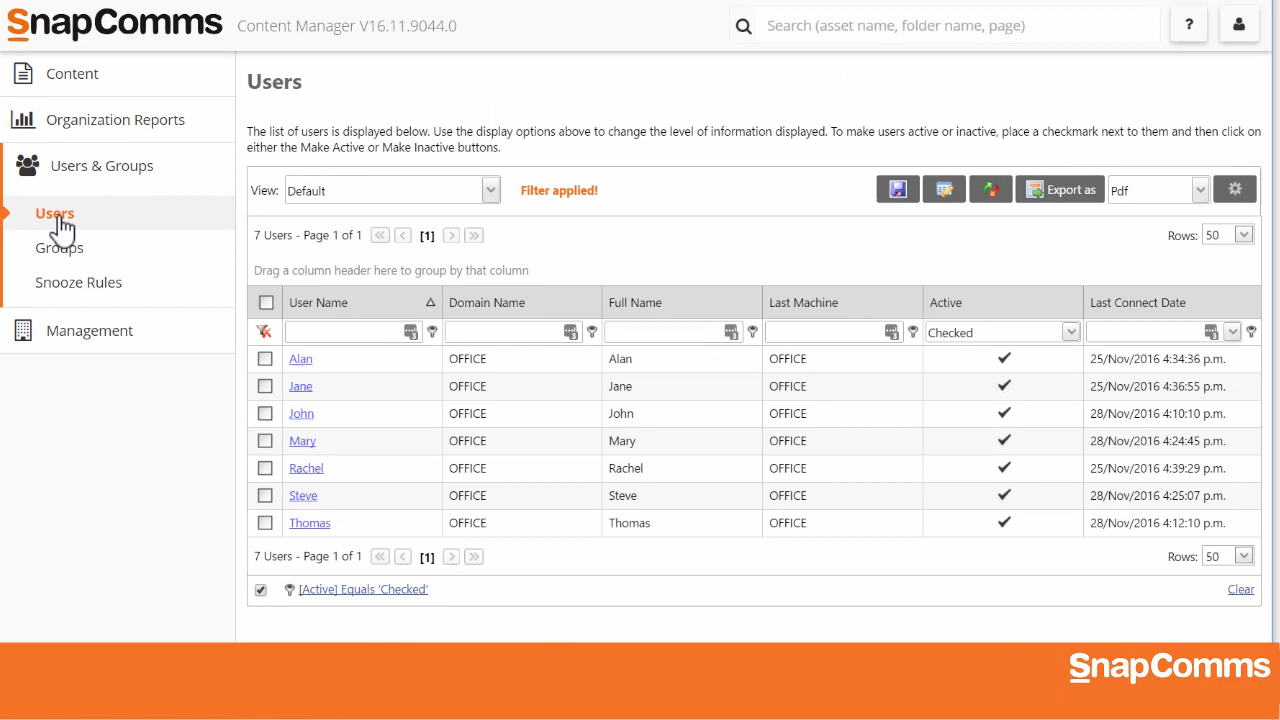 SnapComms Content Manager V16.11.9044.0 Search (asset name, folder name, page) ?
Content
Organization Reports
Users & Groups
Users
Groups
Snooze Rules
Management
Users
The list of users is displayed below. Use the display options above to change the level of information displayed. To make users active or inactive, place a checkmark next to them and then click on
either the Make Active or Make Inactive buttons.
View: Default Filter applied! Export as Pdf
7 Users - Page 1 of 1 [1] Rows: 50
Drag a column header here to group by that column
User Name Domain Name Full Name Last Machine Active Last Connect Date
Checked
Alan OFFICE Alan OFFICE 25/Nov/2016 4:34:36 p.m.
Jane OFFICE Jane OFFICE 25/Nov/2016 4:36:55 p.m.
John OFFICE John OFFICE 28/Nov/2016 4:10:10 p.m.
Mary OFFICE Mary OFFICE 28/Nov/2016 4:24:45 p.m.
Rachel OFFICE Rachel OFFICE 25/Nov/2016 4:39:29 p.m.
Steve OFFICE Steve OFFICE 28/Nov/2016 4:25:07 p.m.
Thomas OFFICE Thomas OFFICE 28/Nov/2016 4:12:10 p.m.
7 Users - Page 1 of 1 [1] Rows: 50
[Active] Equals 'Checked' Clear
SnapComms